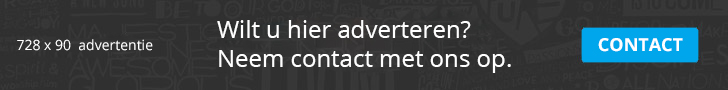 728 x 90 advertentie
Wilt u hier adverteren?
Neem contact met ons op.
CONTACT